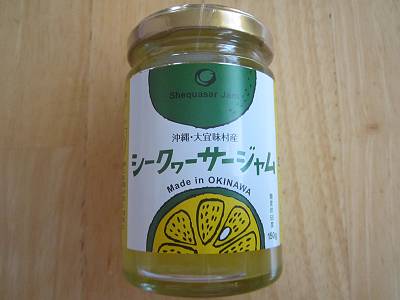 Shequasar Jam
沖縄・大宜味村産
シークヮーサージャム
Made in OKINAWA
150g